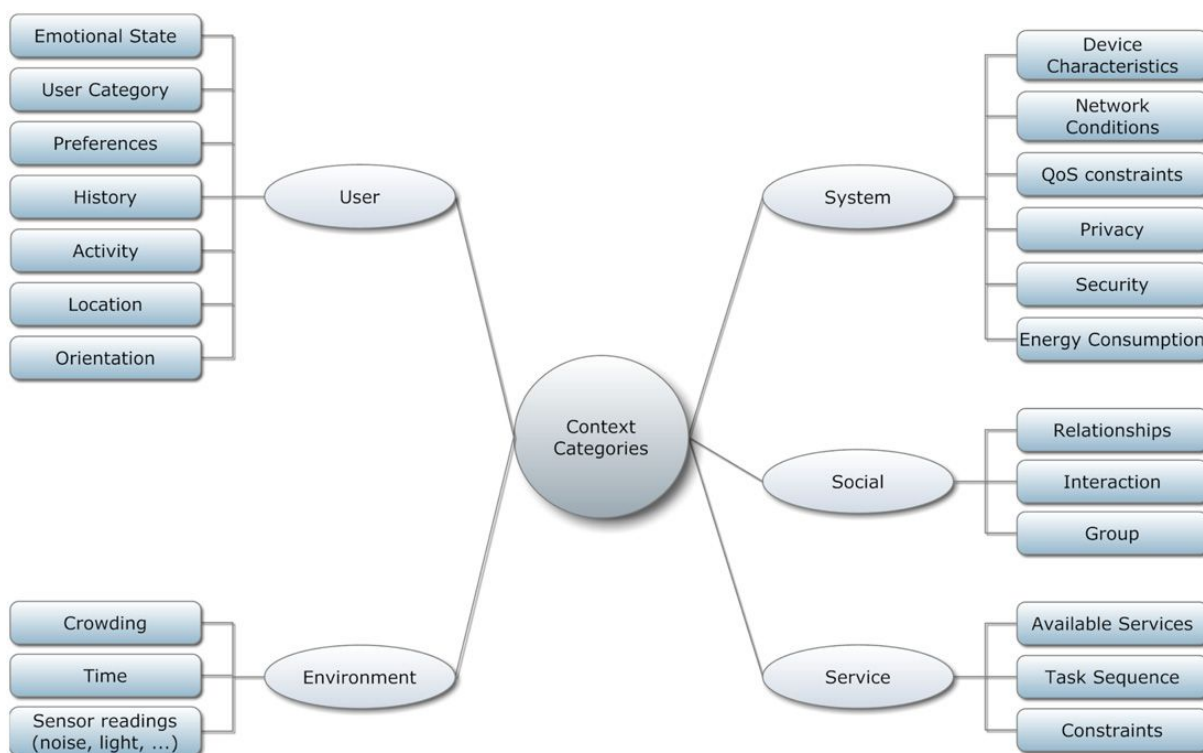 Emotional State
User Category
Preferences
History
Activity
Location
Orientation
User
Device
Characteristics
Network
Conditions
QoS constraints
Privacy
Security
Energy Consumption
System
Context
Categories
Relationships
Interaction
Group
Social
Crowding
Time
Sensor readings
(noise, light, ...)
Environment
Available Services
Task Sequence
Constraints
Service